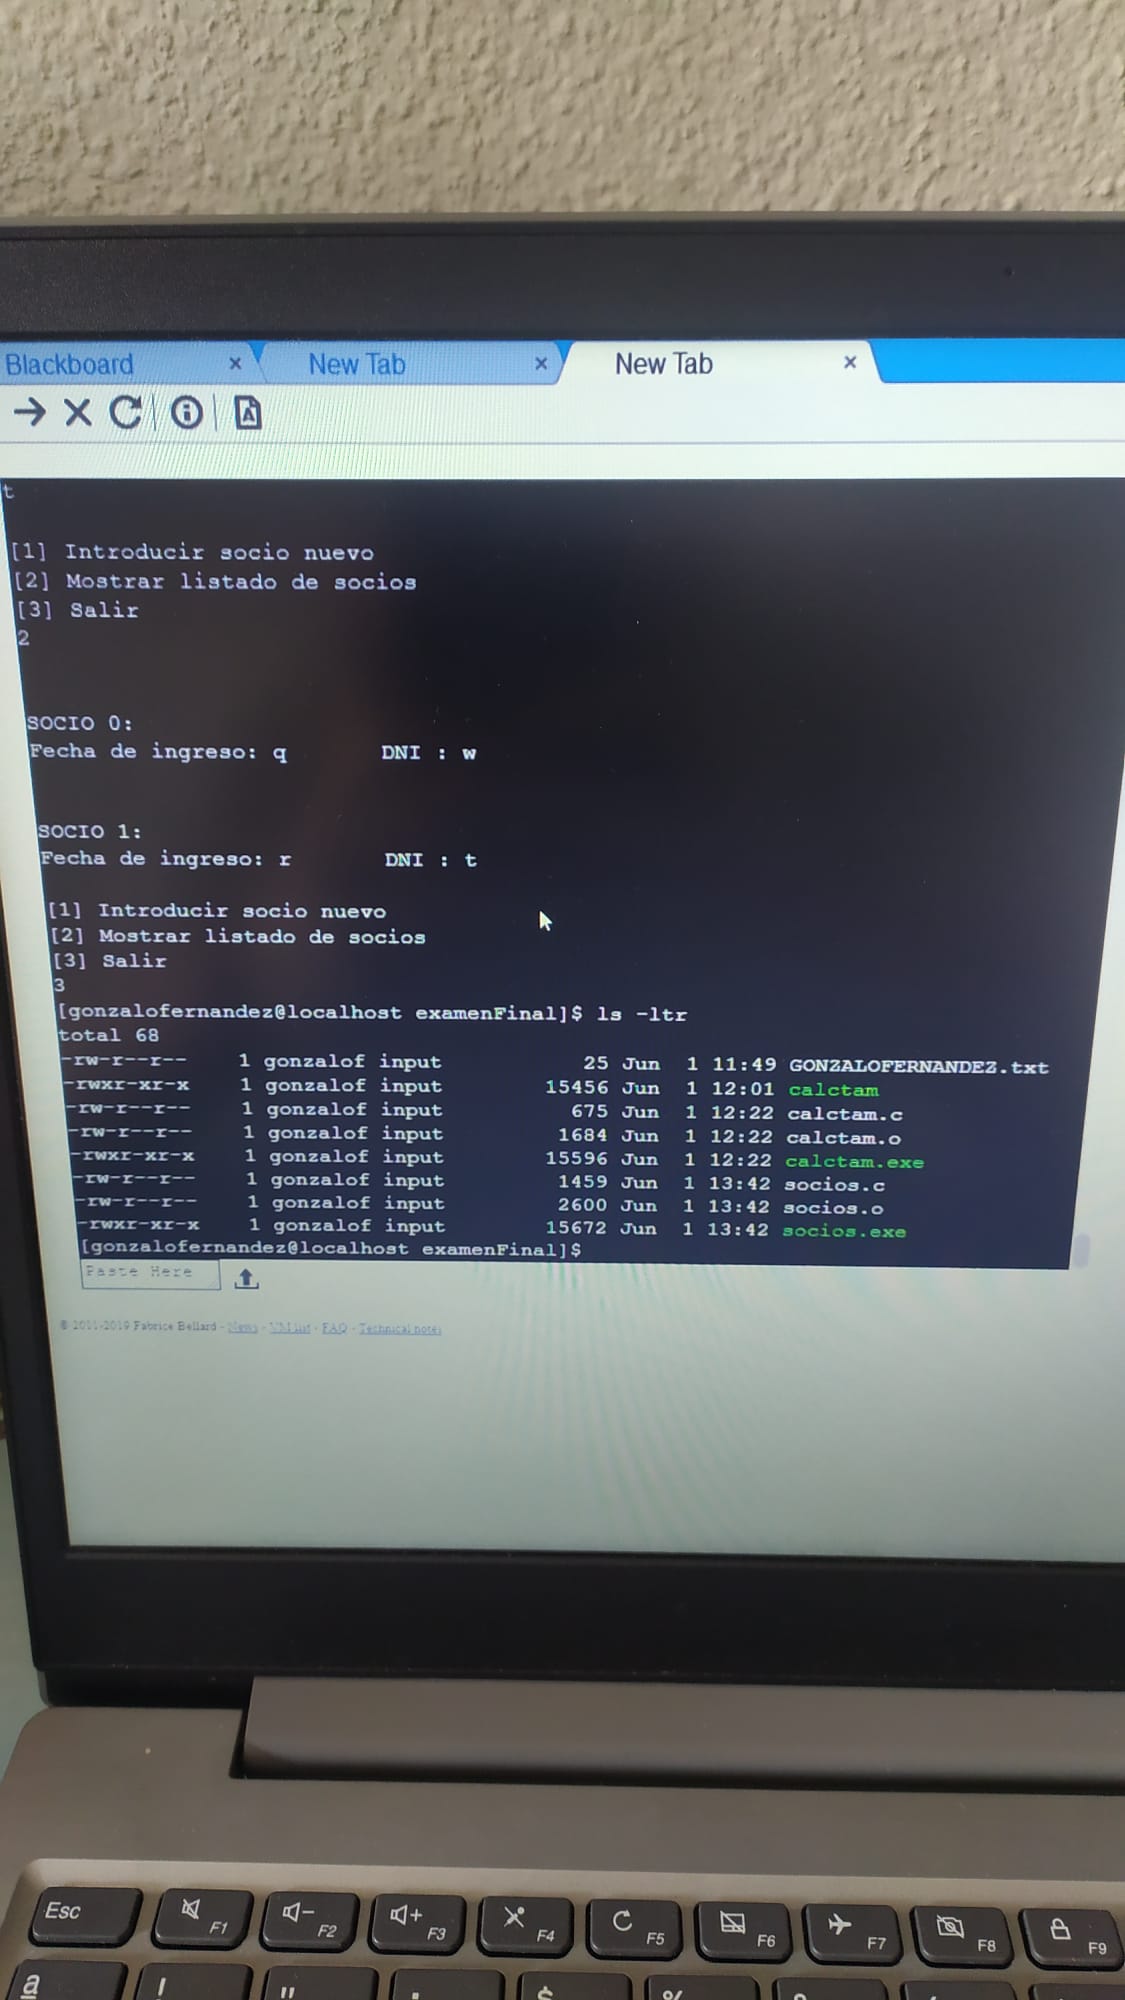 Blackboard × New Tab × New Tab ×
t
[1] Introducir socio nuevo
[2] Mostrar listado de socios
[3] Salir
2
SOCIO 0:
Fecha de ingreso: q DNI : w
SOCIO 1:
Fecha de ingreso: r DNI : t
[1] Introducir socio nuevo
[2] Mostrar listado de socios
[3] Salir
3
[gonzalofernandez@localhost examenFinal]$ ls -ltr
total 68
-rw-r--r-- 1 gonzalof input 25 Jun 1 11:49 GONZALOFERNANDEZ.txt
-rwxr-xr-x 1 gonzalof input 15456 Jun 1 12:01 calctam
-rw-r--r-- 1 gonzalof input 675 Jun 1 12:22 calctam.c
-rw-r--r-- 1 gonzalof input 1684 Jun 1 12:22 calctam.o
-rwxr-xr-x 1 gonzalof input 15596 Jun 1 12:22 calctam.exe
-rw-r--r-- 1 gonzalof input 1459 Jun 1 13:42 socios.c
-rw-r--r-- 1 gonzalof input 2600 Jun 1 13:42 socios.o
-rwxr-xr-x 1 gonzalof input 15672 Jun 1 13:42 socios.exe
[gonzalofernandez@localhost examenFinal]$
Paste Here
© 2011-2019 Fabrice Bellard - News - VM list - FAQ - Technical notes
Esc F1 F2 F3 F4 F5 F6 F7 F8 F9
a ! "